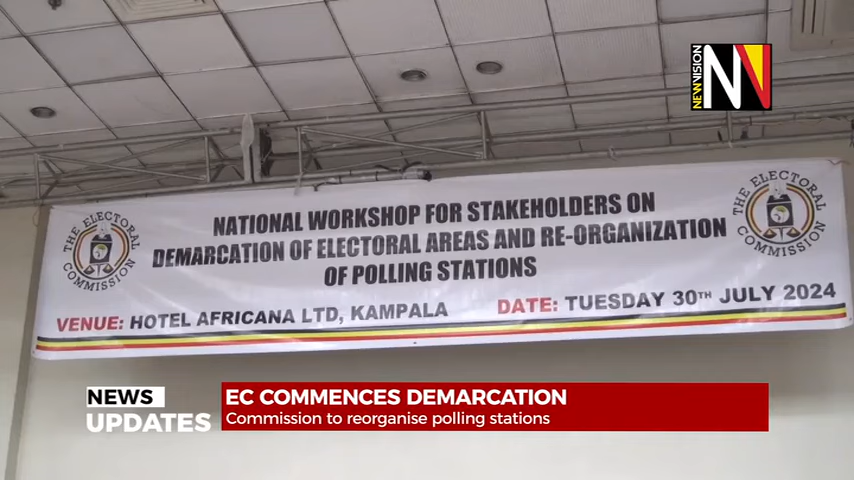 NEW VISION
N
THE ELECTORAL COMMISSION
THE ELECTORAL COMMISSION
NATIONAL WORKSHOP FOR STAKEHOLDERS ON
DEMARCATION OF ELECTORAL AREAS AND RE-ORGANIZATION
OF POLLING STATIONS
VENUE: HOTEL AFRICANA LTD, KAMPALA DATE: TUESDAY 30TH JULY 2024
NEWS
UPDATES
EC COMMENCES DEMARCATION
Commission to reorganise polling stations